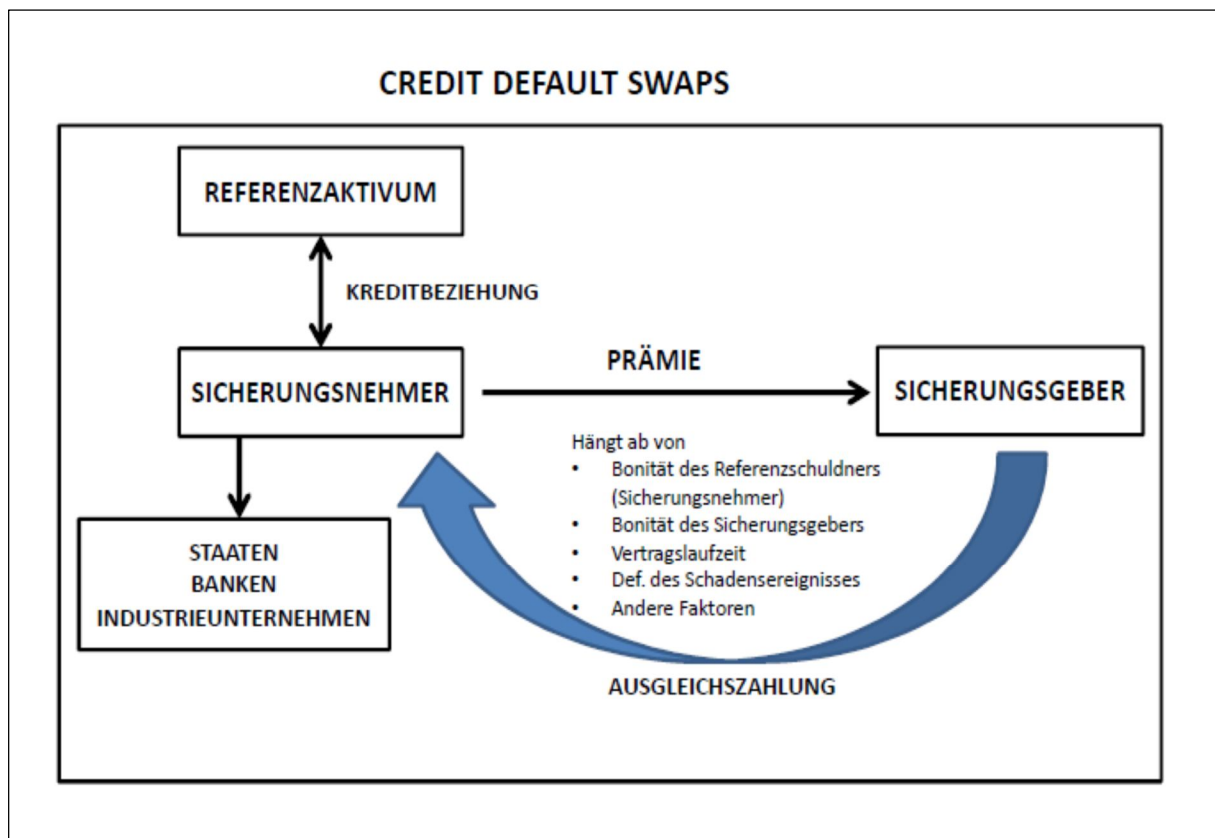 CREDIT DEFAULT SWAPS
REFERENZAKTIVUM
KREDITBEZIEHUNG
SICHERUNGSNEHMER
PRÄMIE
SICHERUNGSGEBER
Hängt ab von
• Bonität des Referenzschuldners
(Sicherungsnehmer)
• Bonität des Sicherungsgebers
• Vertragslaufzeit
• Def. des Schadensereignisses
• Andere Faktoren
STAATEN
BANKEN
INDUSTRIEUNTERNEHMEN
AUSGLEICHSZAHLUNG